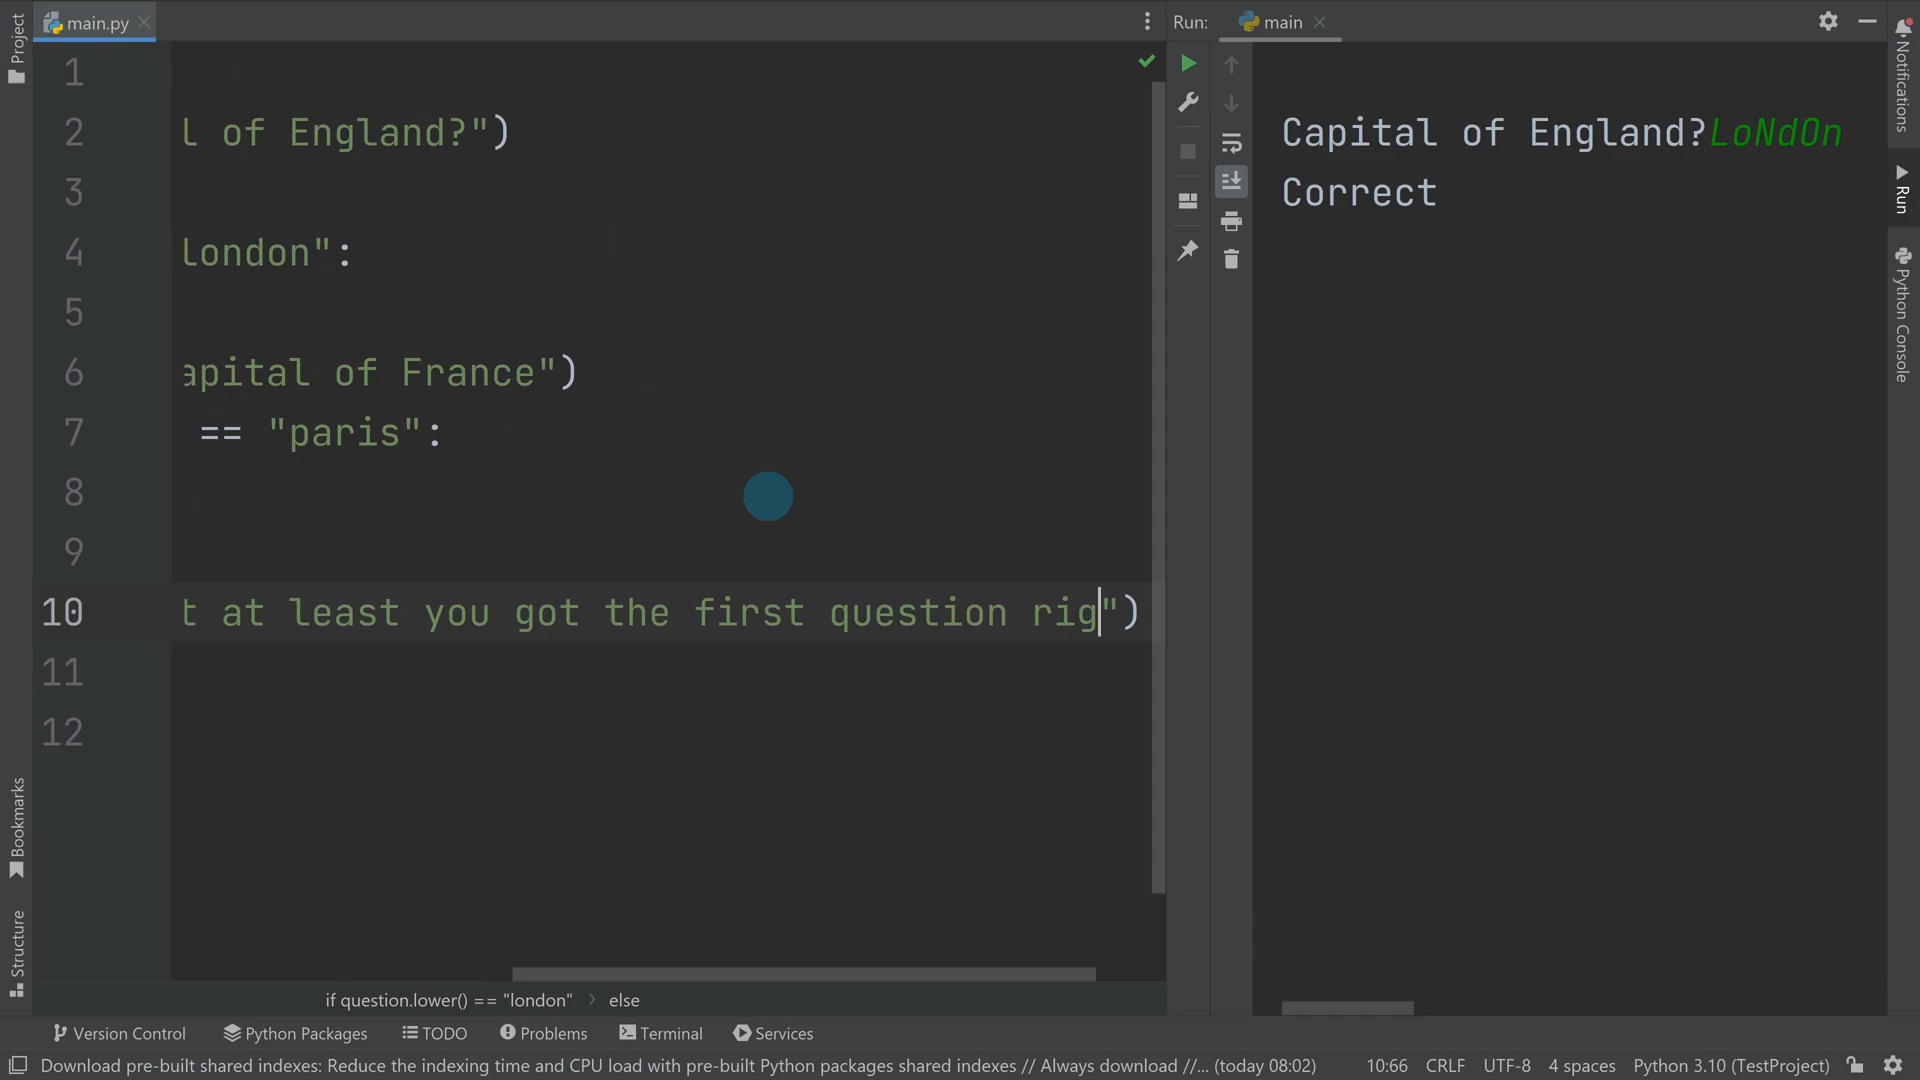 Project
main.py
Run:
main
Notifications
Run
Python Console
1
2
l of England?")
3
4
london":
5
6
apital of France")
7
== "paris":
8
9
10
t at least you got the first question rig")
11
12
Capital of England?LoNdOn
Correct
Bookmarks
Structure
if question.lower() == "london" > else
Version Control
Python Packages
TODO
Problems
Terminal
Services
Download pre-built shared indexes: Reduce the indexing time and CPU load with pre-built Python packages shared indexes // Always download //... (today 08:02)
10:66
CRLF
UTF-8
4 spaces
Python 3.10 (TestProject)